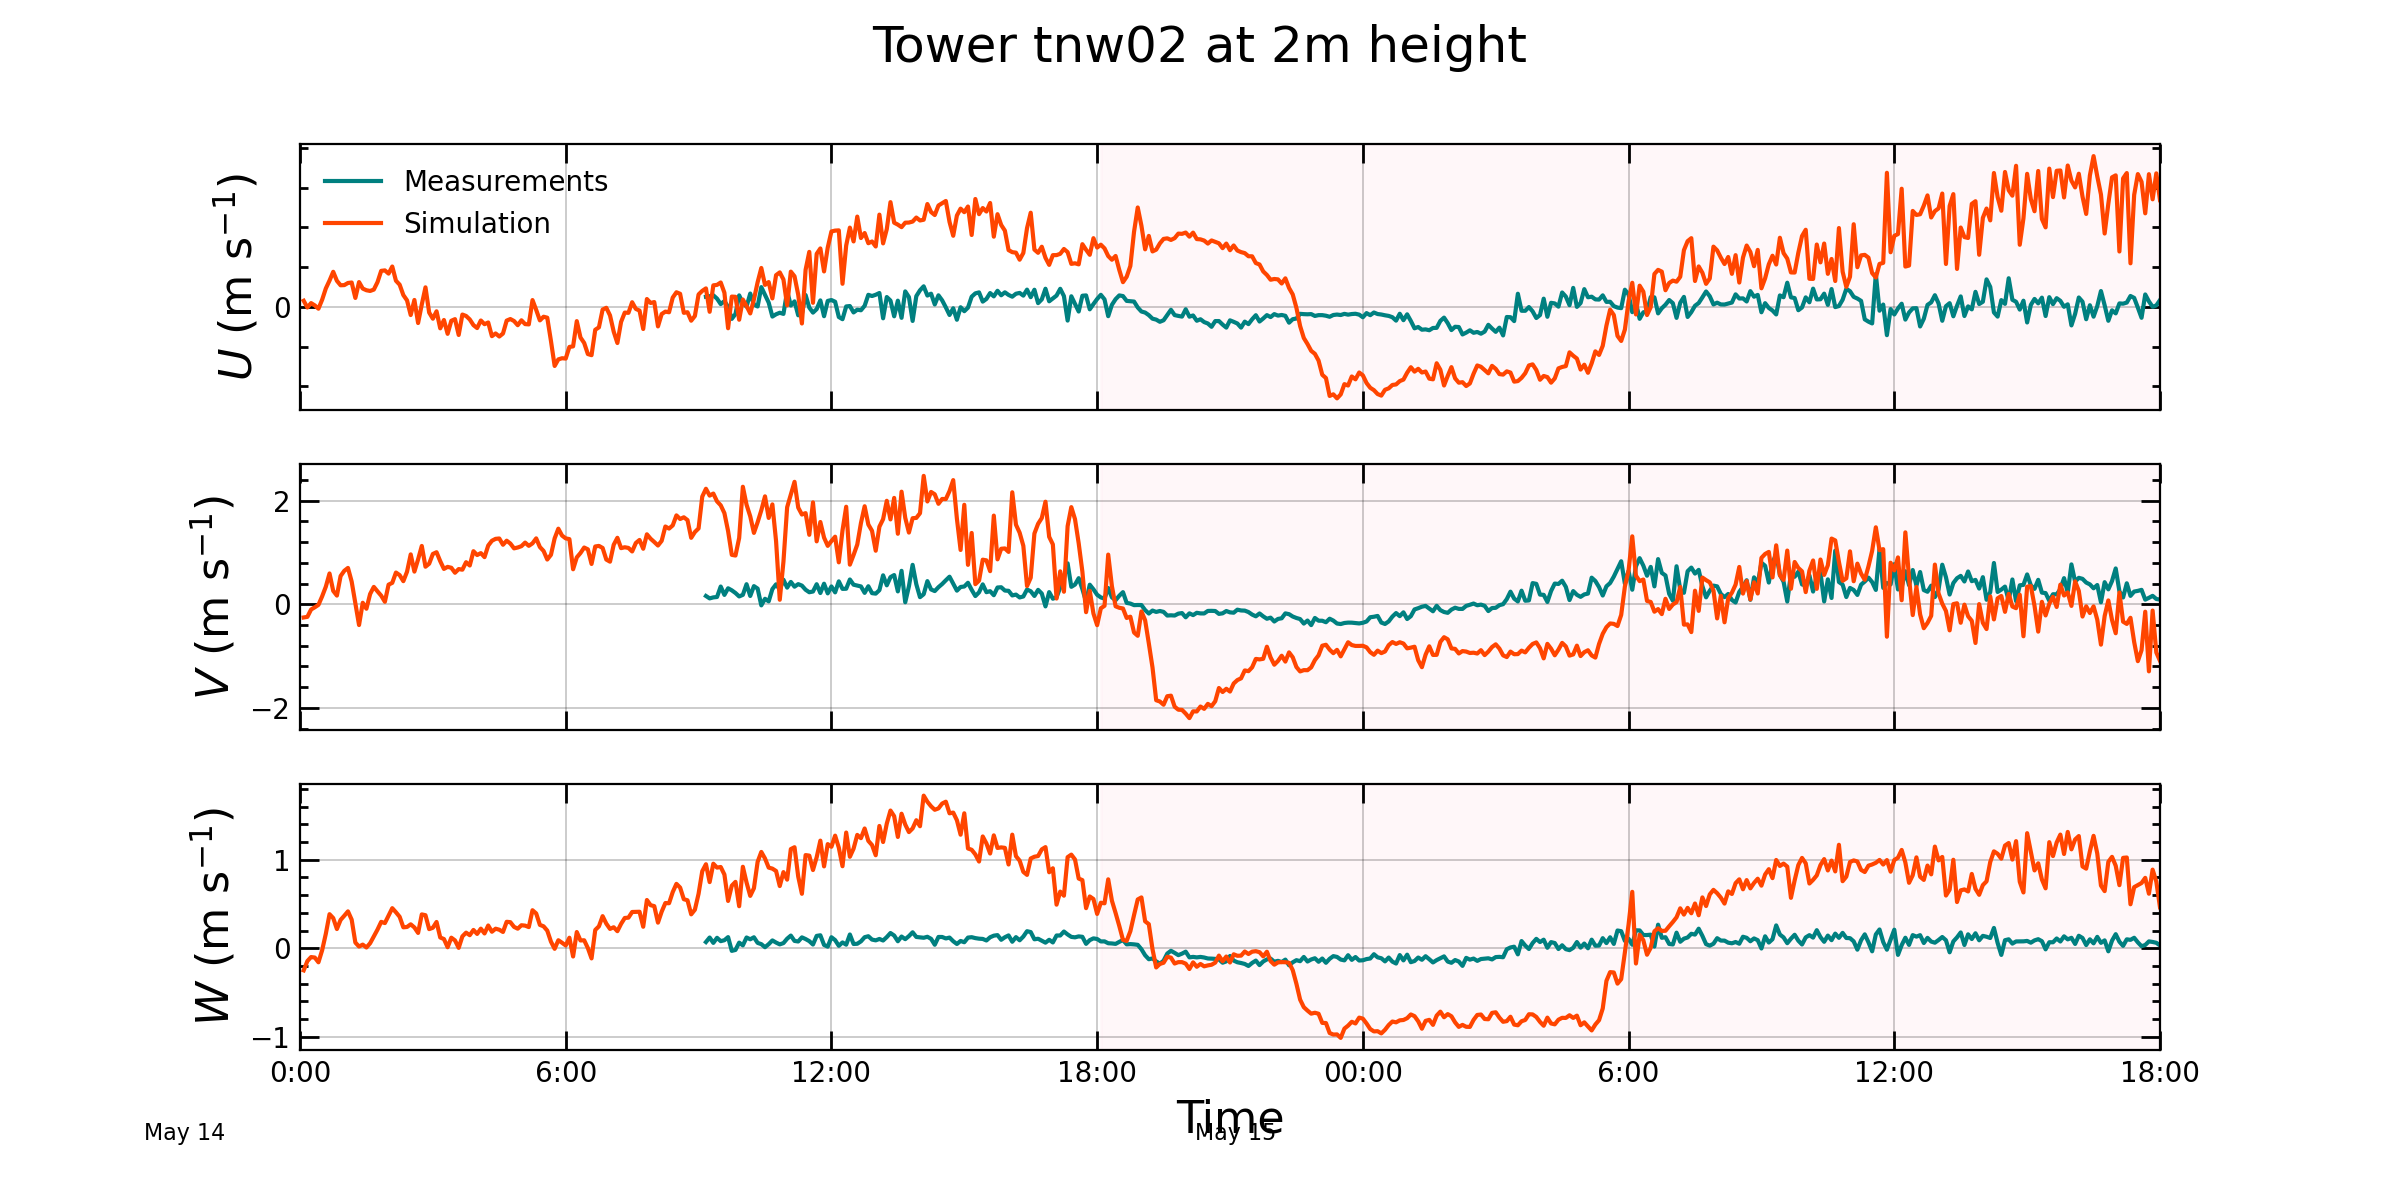 Tower tnw02 at 2m height
U (m s⁻¹)
0
Measurements
Simulation
V (m s⁻¹)
2
0
−2
W (m s⁻¹)
1
0
−1
0:00 6:00 12:00 18:00 00:00 6:00 12:00 18:00
Time
May 14 May 15